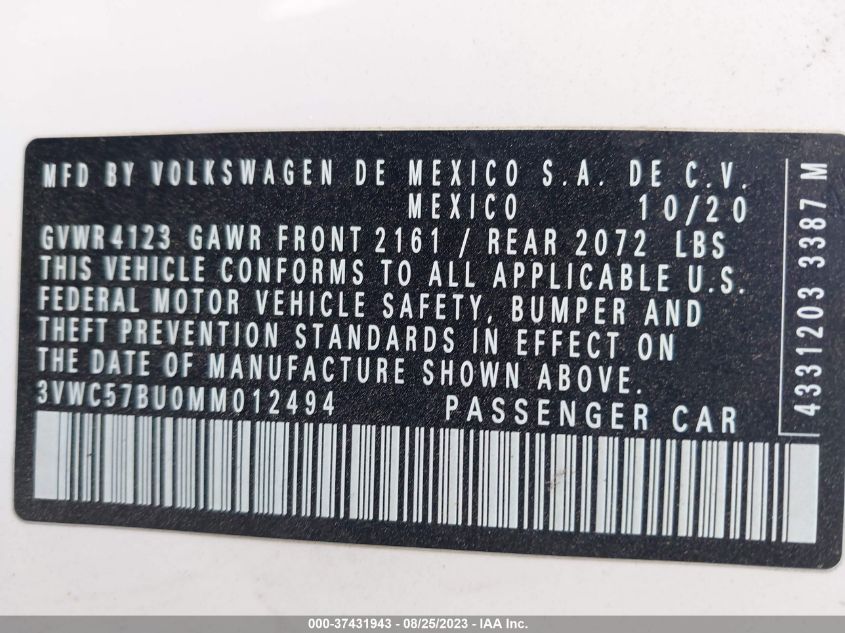 MFD BY VOLKSWAGEN DE MEXICO S.A. DE C.V.
MEXICO 10/20
GVWR 4123 GAWR FRONT 2161 / REAR 2072 LBS
THIS VEHICLE CONFORMS TO ALL APPLICABLE U.S.
FEDERAL MOTOR VEHICLE SAFETY, BUMPER AND
THEFT PREVENTION STANDARDS IN EFFECT ON
THE DATE OF MANUFACTURE SHOWN ABOVE.
3VWC57BU0MM012494 PASSENGER CAR
4331203 3387 M
000-37431943 - 08/25/2023 - IAA Inc.